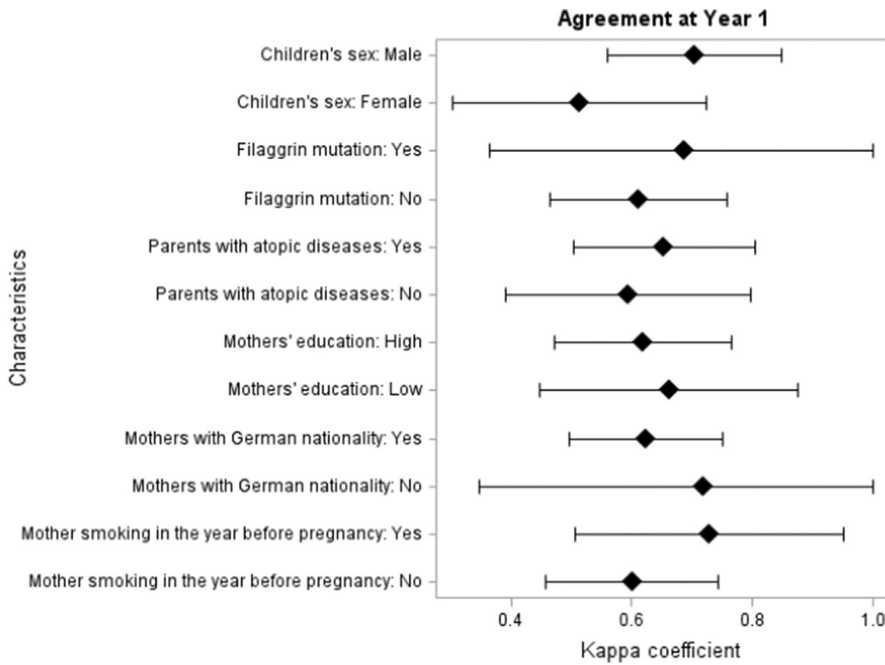 Agreement at Year 1
Children's sex: Male
Children's sex: Female
Filaggrin mutation: Yes
Filaggrin mutation: No
Parents with atopic diseases: Yes
Parents with atopic diseases: No
Mothers' education: High
Mothers' education: Low
Mothers with German nationality: Yes
Mothers with German nationality: No
Mother smoking in the year before pregnancy: Yes
Mother smoking in the year before pregnancy: No
Characteristics
0.4 0.6 0.8 1.0
Kappa coefficient